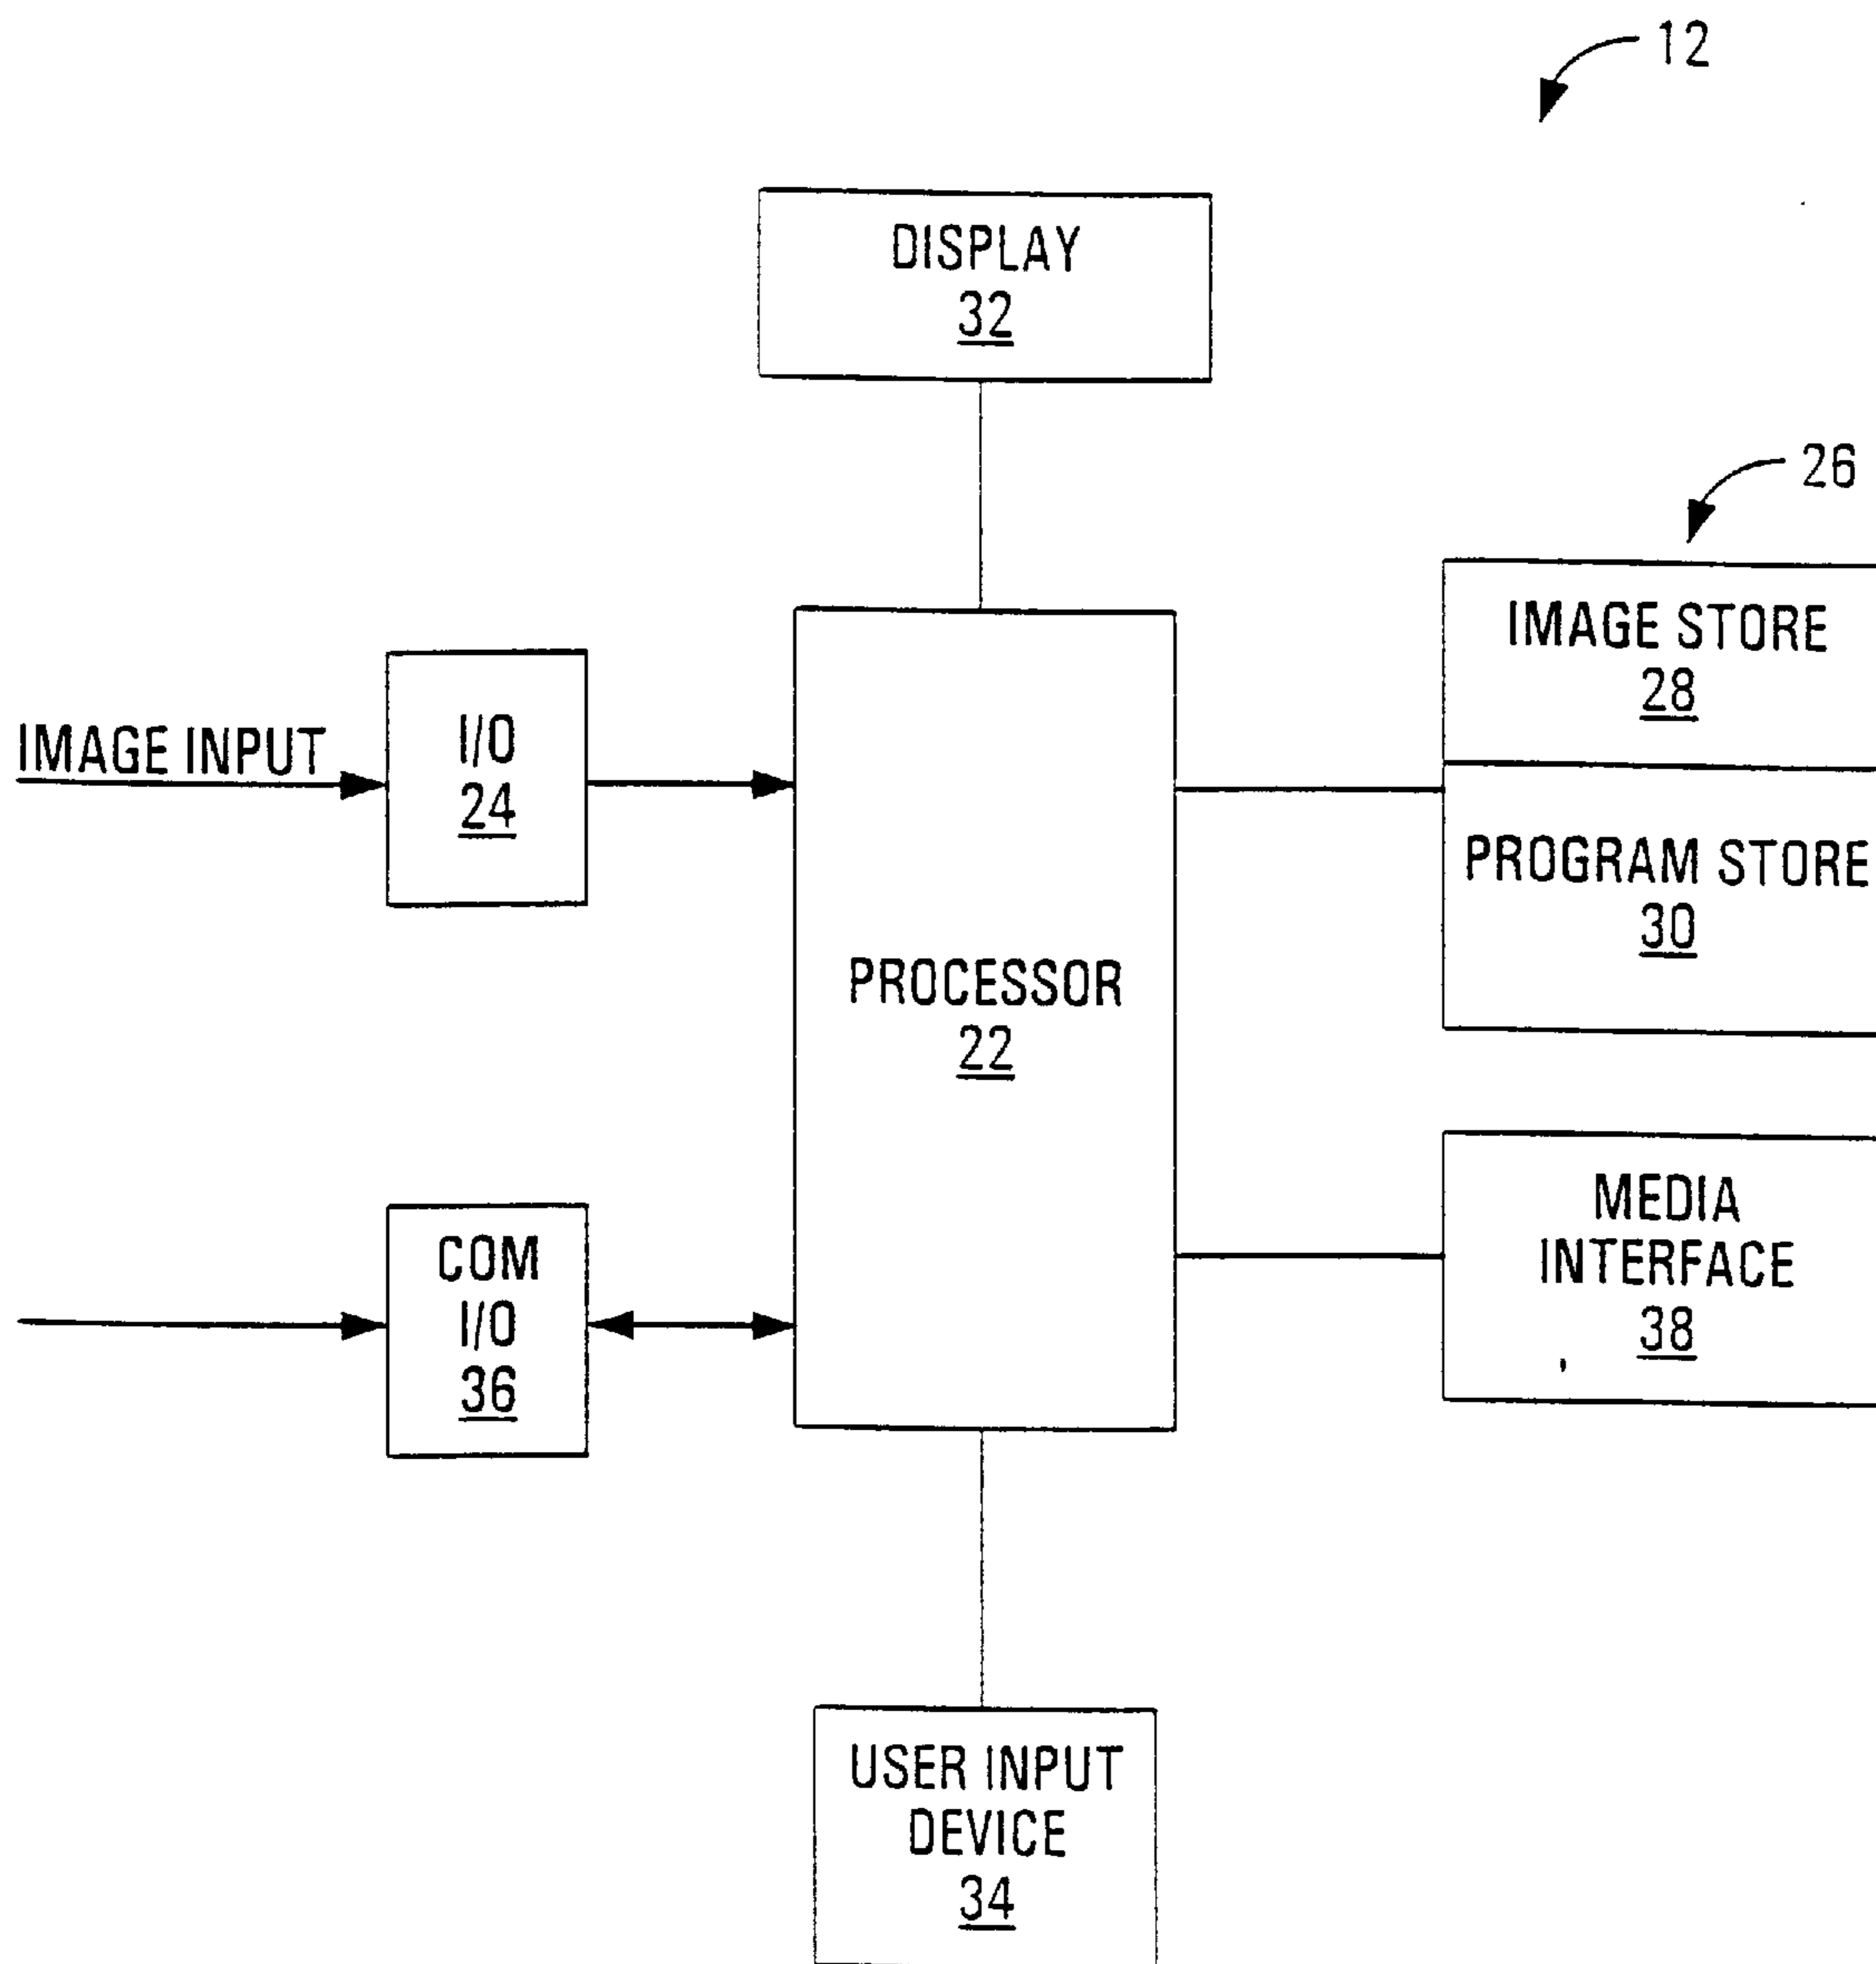 12
DISPLAY
32
26
IMAGE STORE
28
IMAGE INPUT
I/O
24
PROGRAM STORE
30
PROCESSOR
22
COM
I/O
36
MEDIA
INTERFACE
38
USER INPUT
DEVICE
34